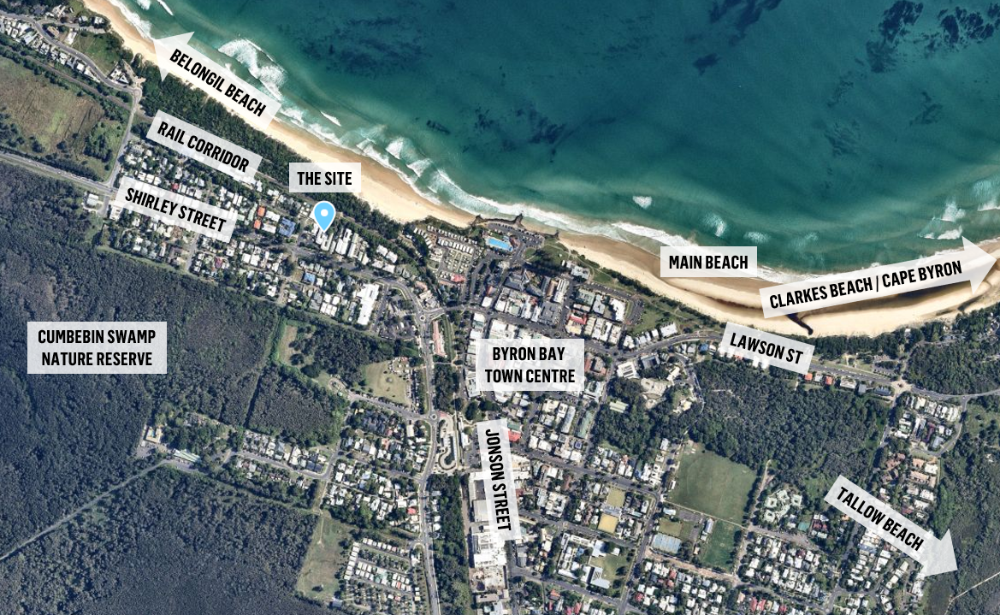 BELONGIL BEACH
RAIL CORRIDOR
THE SITE
SHIRLEY STREET
MAIN BEACH
CLARKES BEACH / CAPE BYRON
CUMBEBIN SWAMP
NATURE RESERVE
LAWSON ST
BYRON BAY
TOWN CENTRE
JONSON STREET
TALLOW BEACH